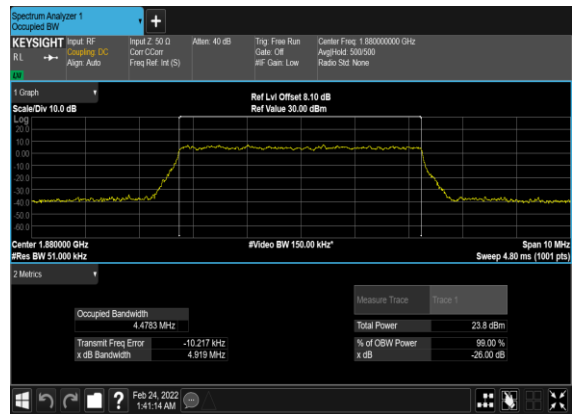 Spectrum Analyzer 1
Occupied BW
KEYSIGHT Input: RF Input Z: 50 Ω Atten: 40 dB Trig: Free Run Center Freq: 1.880000000 GHz
R L Coupling: DC Corr CCorr Gate: Off Avg|Hold: 500/500
Align: Auto Freq Ref: Int (S) #IF Gain: Low Radio Std: None
1 Graph
Ref Lvl Offset 8.10 dB
Scale/Div 10.0 dB Ref Value 30.00 dBm
Log
20.0
10.0
0.00
-10.0
-20.0
-30.0
-40.0
-50.0
-60.0
Center 1.880000 GHz #Video BW 150.00 kHz* Span 10 MHz
#Res BW 51.000 kHz Sweep 4.80 ms (1001 pts)
2 Metrics
Measure Trace Trace 1
Occupied Bandwidth
4.4783 MHz Total Power 23.8 dBm
Transmit Freq Error -10.217 kHz % of OBW Power 99.00 %
x dB Bandwidth 4.919 MHz x dB -26.00 dB
Feb 24, 2022
1:41:14 AM